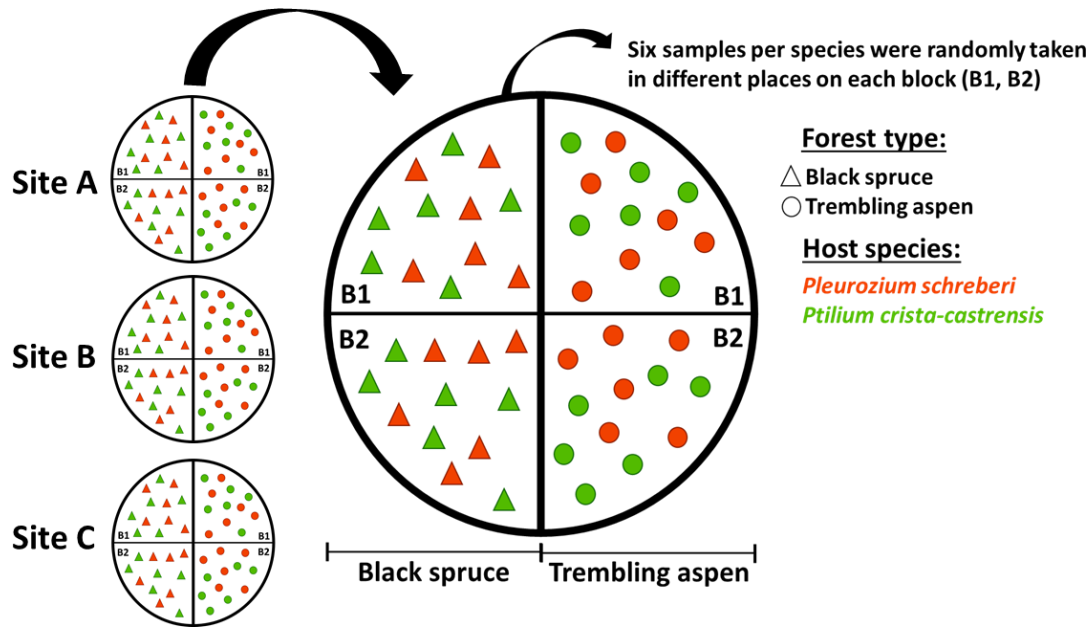 Six samples per species were randomly taken
in different places on each block (B1, B2)
Forest type:
Black spruce
Trembling aspen
Host species:
Pleurozium schreberi
Ptilium crista-castrensis
Site A
B1
B1
B2
B2
Site B
B1
B1
B2
B2
Site C
B1
B1
B2
B2
B1
B1
B2
B2
Black spruce
Trembling aspen